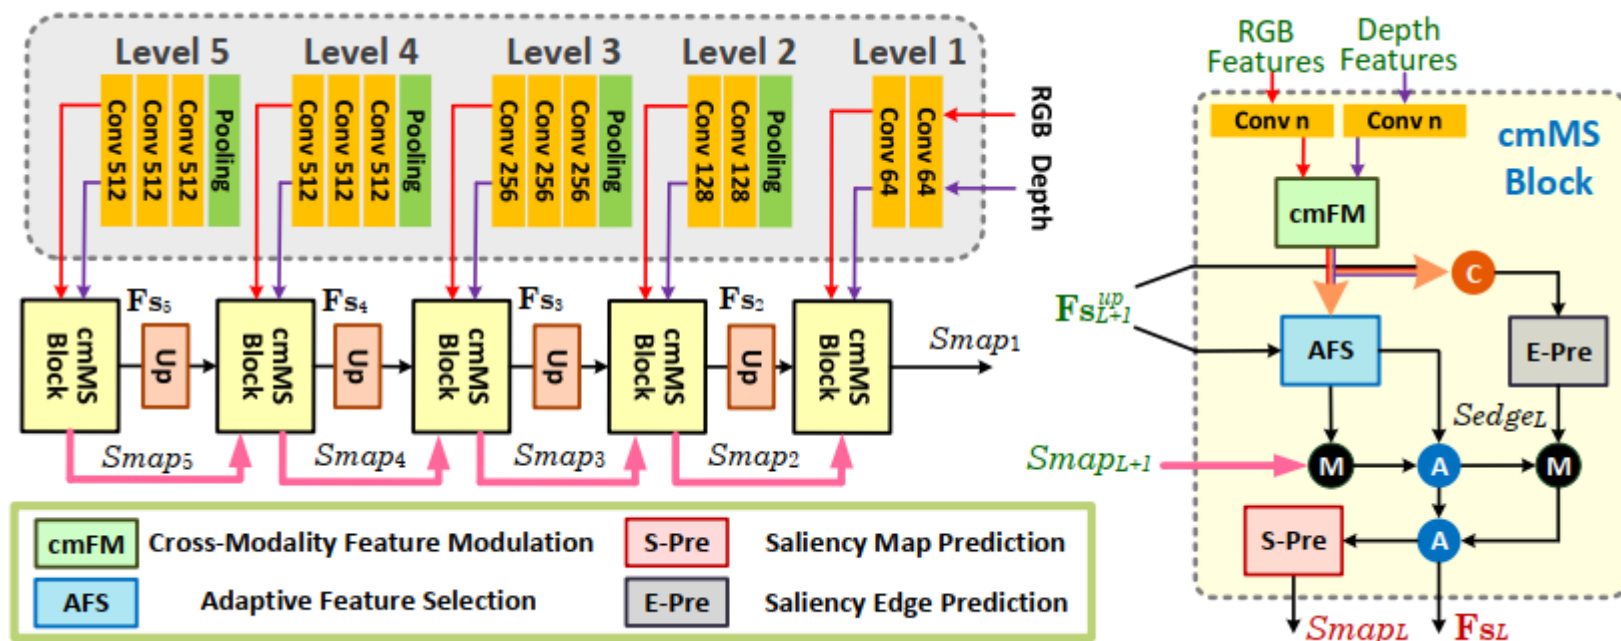 Level 5
Level 4
Level 3
Level 2
Level 1
Conv 512
Conv 512
Conv 512
Pooling
Conv 512
Conv 512
Conv 512
Pooling
Conv 256
Conv 256
Conv 256
Pooling
Conv 128
Conv 128
Pooling
Conv 64
Conv 64
RGB
Depth
cmMS
Block
Fs5
Up
cmMS
Block
Fs4
Up
cmMS
Block
Fs3
Up
cmMS
Block
Fs2
Up
cmMS
Block
Smap1
Smap5
Smap4
Smap3
Smap2
cmFM
Cross-Modality Feature Modulation
S-Pre
Saliency Map Prediction
AFS
Adaptive Feature Selection
E-Pre
Saliency Edge Prediction
RGB
Features
Depth
Features
Conv n
Conv n
cmMS
Block
cmFM
C
Fs^{up}_{L+1}
AFS
E-Pre
SedgeL
SmapL+1
M
A
M
S-Pre
A
SmapL
FsL